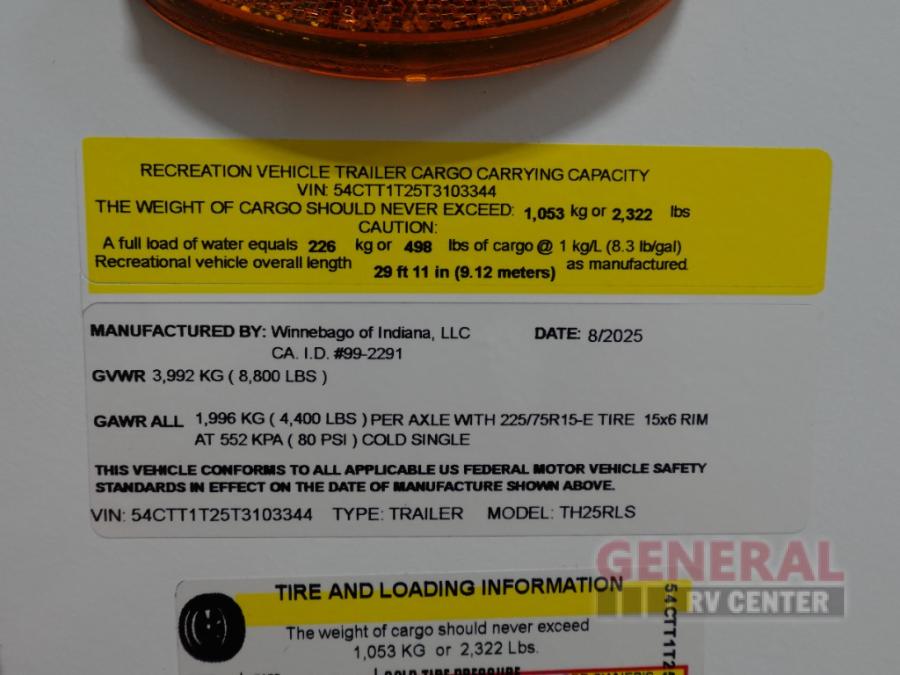 RECREATION VEHICLE TRAILER CARGO CARRYING CAPACITY
VIN: 54CTT1T25T3103344
THE WEIGHT OF CARGO SHOULD NEVER EXCEED: 1,053 kg or 2,322 lbs
CAUTION:
A full load of water equals 226 kg or 498 lbs of cargo @ 1 kg/L (8.3 lb/gal)
Recreational vehicle overall length 29 ft 11 in (9.12 meters) as manufactured.
MANUFACTURED BY: Winnebago of Indiana, LLC DATE: 8/2025
CA. I.D. #99-2291
GVWR 3,992 KG ( 8,800 LBS )
GAWR ALL 1,996 KG ( 4,400 LBS ) PER AXLE WITH 225/75R15-E TIRE 15x6 RIM
AT 552 KPA ( 80 PSI ) COLD SINGLE
THIS VEHICLE CONFORMS TO ALL APPLICABLE US FEDERAL MOTOR VEHICLE SAFETY
STANDARDS IN EFFECT ON THE DATE OF MANUFACTURE SHOWN ABOVE.
VIN: 54CTT1T25T3103344 TYPE: TRAILER MODEL: TH25RLS
GENERAL
RV CENTER
TIRE AND LOADING INFORMATION
The weight of cargo should never exceed
1,053 KG or 2,322 Lbs.
COLD TIRE PRESSURE
54CTT1T25